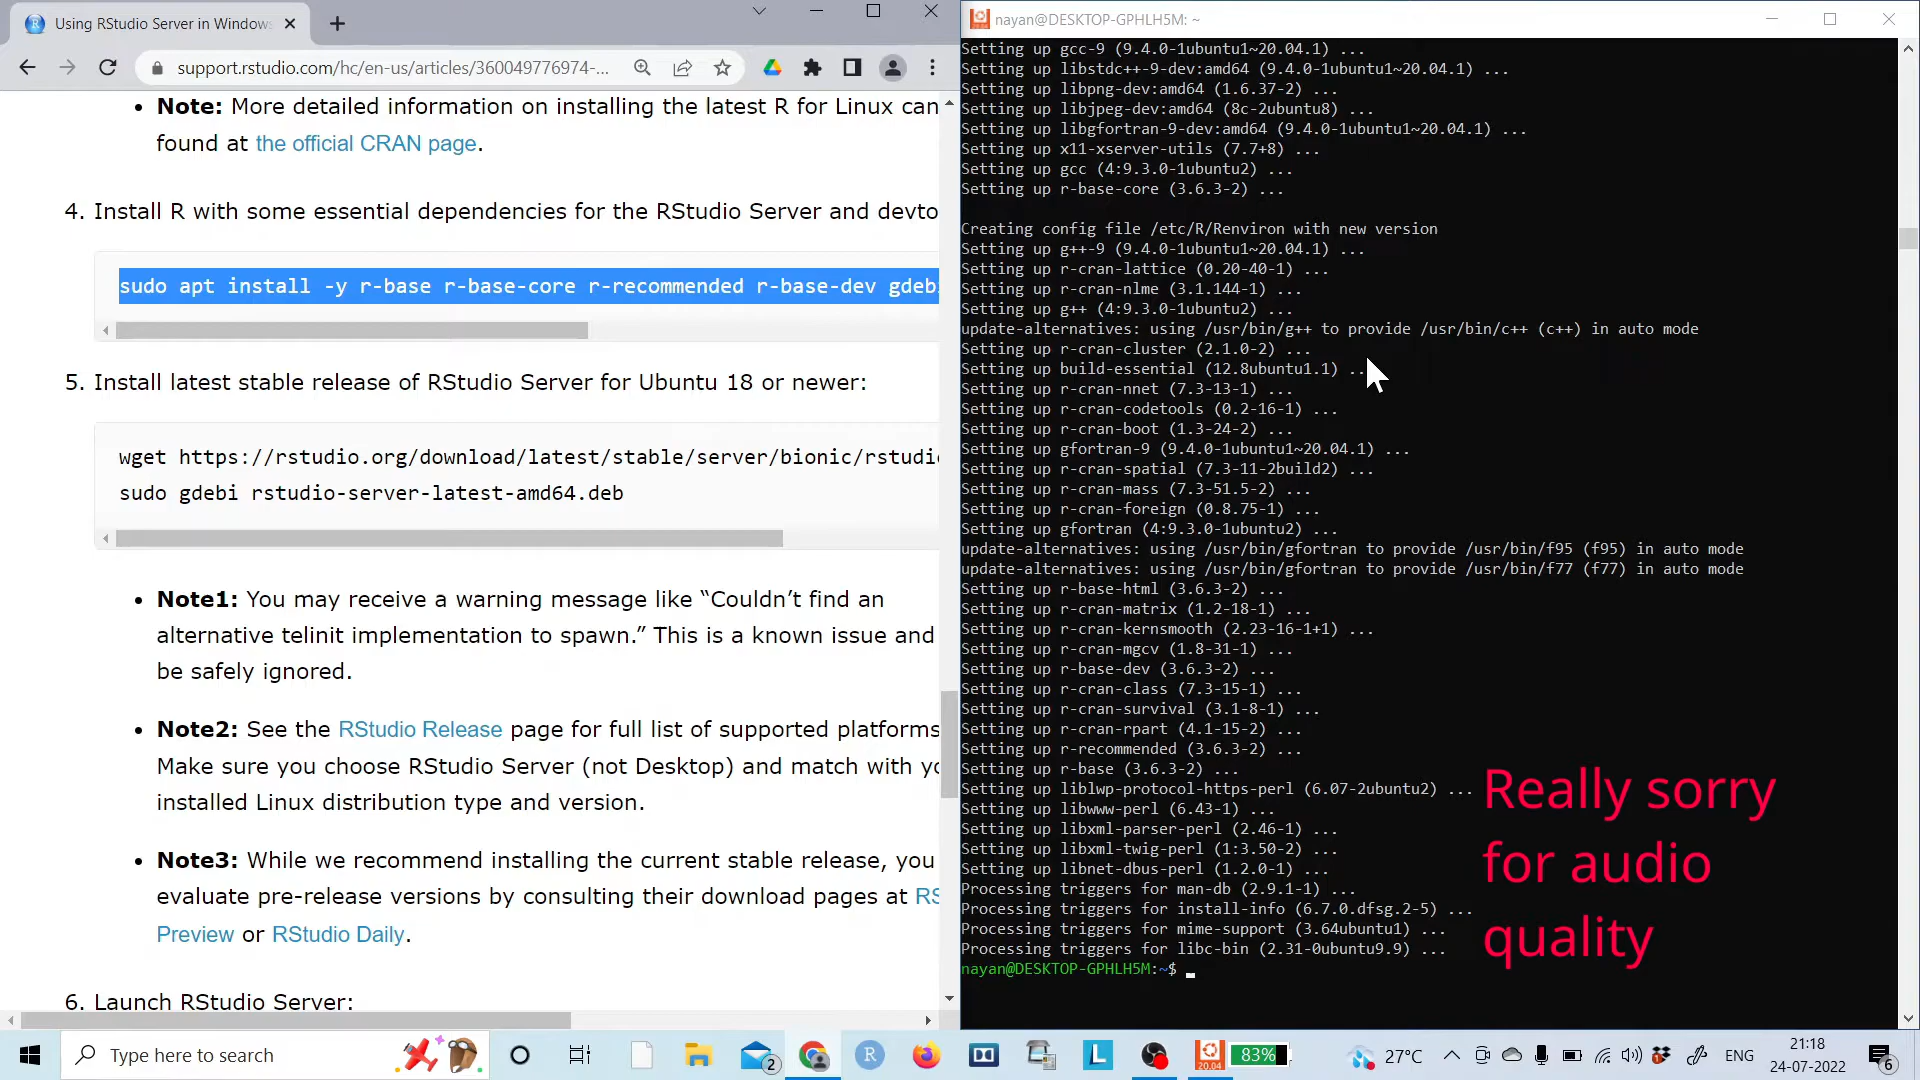 Using RStudio Server in Windows
support.rstudio.com/hc/en-us/articles/360049776974-...
Note: More detailed information on installing the latest R for Linux can
found at the official CRAN page.
4. Install R with some essential dependencies for the RStudio Server and devto
sudo apt install -y r-base r-base-core r-recommended r-base-dev gdeb
5. Install latest stable release of RStudio Server for Ubuntu 18 or newer:
wget https://rstudio.org/download/latest/stable/server/bionic/rstudi
sudo gdebi rstudio-server-latest-amd64.deb
Note1: You may receive a warning message like “Couldn’t find an
alternative telinit implementation to spawn.” This is a known issue and
be safely ignored.
Note2: See the RStudio Release page for full list of supported platforms
Make sure you choose RStudio Server (not Desktop) and match with yo
installed Linux distribution type and version.
Note3: While we recommend installing the current stable release, you
evaluate pre-release versions by consulting their download pages at RS
Preview or RStudio Daily.
6. Launch RStudio Server:
nayan@DESKTOP-GPHLH5M: ~
Setting up gcc-9 (9.4.0-1ubuntu1~20.04.1) ...
Setting up libstdc++-9-dev:amd64 (9.4.0-1ubuntu1~20.04.1) ...
Setting up libpng-dev:amd64 (1.6.37-2) ...
Setting up libjpeg-dev:amd64 (8c-2ubuntu8) ...
Setting up libgfortran-9-dev:amd64 (9.4.0-1ubuntu1~20.04.1) ...
Setting up x11-xserver-utils (7.7+8) ...
Setting up gcc (4:9.3.0-1ubuntu2) ...
Setting up r-base-core (3.6.3-2) ...
Creating config file /etc/R/Renviron with new version
Setting up g++-9 (9.4.0-1ubuntu1~20.04.1) ...
Setting up r-cran-lattice (0.20-40-1) ...
Setting up r-cran-nlme (3.1.144-1) ...
Setting up g++ (4:9.3.0-1ubuntu2) ...
update-alternatives: using /usr/bin/g++ to provide /usr/bin/c++ (c++) in auto mode
Setting up r-cran-cluster (2.1.0-2) ...
Setting up build-essential (12.8ubuntu1.1) ..
Setting up r-cran-nnet (7.3-13-1) ...
Setting up r-cran-codetools (0.2-16-1) ...
Setting up r-cran-boot (1.3-24-2) ...
Setting up gfortran-9 (9.4.0-1ubuntu1~20.04.1) ...
Setting up r-cran-spatial (7.3-11-2build2) ...
Setting up r-cran-mass (7.3-51.5-2) ...
Setting up r-cran-foreign (0.8.75-1) ...
Setting up gfortran (4:9.3.0-1ubuntu2) ...
update-alternatives: using /usr/bin/gfortran to provide /usr/bin/f95 (f95) in auto mode
update-alternatives: using /usr/bin/gfortran to provide /usr/bin/f77 (f77) in auto mode
Setting up r-base-html (3.6.3-2) ...
Setting up r-cran-matrix (1.2-18-1) ...
Setting up r-cran-kernsmooth (2.23-16-1+1) ...
Setting up r-cran-mgcv (1.8-31-1) ...
Setting up r-base-dev (3.6.3-2) ...
Setting up r-cran-class (7.3-15-1) ...
Setting up r-cran-survival (3.1-8-1) ...
Setting up r-cran-rpart (4.1-15-2) ...
Setting up r-recommended (3.6.3-2) ...
Setting up r-base (3.6.3-2) ...
Setting up liblwp-protocol-https-perl (6.07-2ubuntu2) ...
Setting up libwww-perl (6.43-1) ...
Setting up libxml-parser-perl (2.46-1) ...
Setting up libxml-twig-perl (1:3.50-2) ...
Setting up libnet-dbus-perl (1.2.0-1) ...
Processing triggers for man-db (2.9.1-1) ...
Processing triggers for install-info (6.7.0.dfsg.2-5) ...
Processing triggers for mime-support (3.64ubuntu1) ...
Processing triggers for libc-bin (2.31-0ubuntu9.9) ...
nayan@DESKTOP-GPHLH5M:~$
Really sorry
for audio
quality
Type here to search
2
R
L
20.04
83%
27°C
ENG
21:18
24-07-2022
6